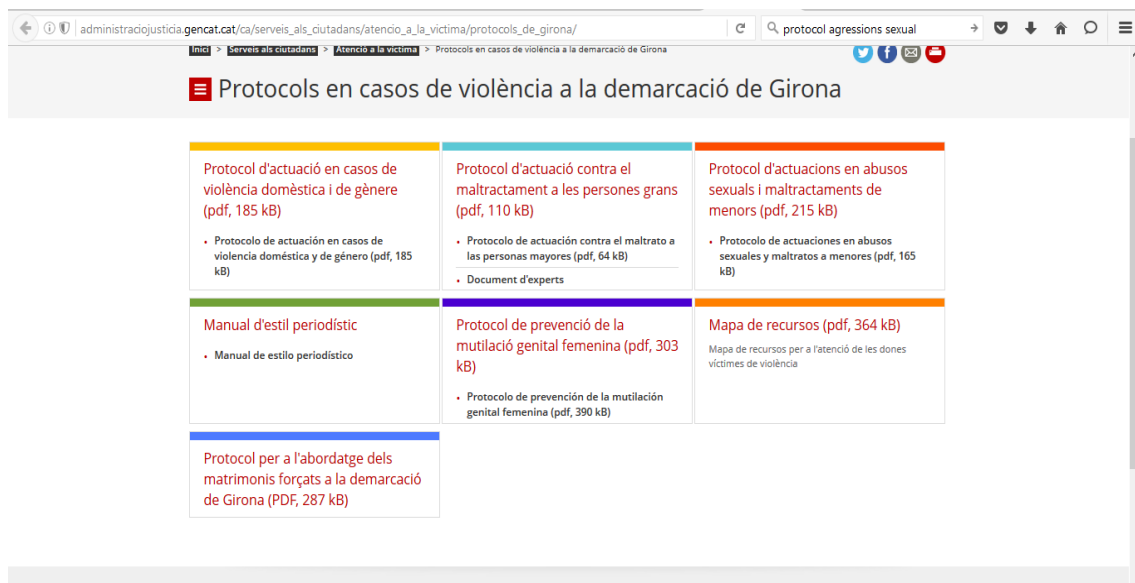 administraciojusticia.gencat.cat/ca/serveis_als_ciutadans/atencio_a_la_victima/protocols_de_girona/
protocol agressions sexual
Inici > Serveis als ciutadans > Atenció a la víctima > Protocols en casos de violència a la demarcació de Girona
Protocols en casos de violència a la demarcació de Girona
Protocol d'actuació en casos de
violència domèstica i de gènere
(pdf, 185 kB)
• Protocolo de actuación en casos de
violencia doméstica y de género (pdf, 185
kB)
Protocol d'actuació contra el
maltractament a les persones grans
(pdf, 110 kB)
• Protocolo de actuación contra el maltrato a
las personas mayores (pdf, 64 kB)
• Document d'experts
Protocol d'actuacions en abusos
sexuals i maltractaments de
menors (pdf, 215 kB)
• Protocolo de actuaciones en abusos
sexuales y maltratos a menores (pdf, 165
kB)
Manual d'estil periodístic
• Manual de estilo periodístico
Protocol de prevenció de la
mutilació genital femenina (pdf, 303
kB)
• Protocolo de prevención de la mutilación
genital femenina (pdf, 390 kB)
Mapa de recursos (pdf, 364 kB)
Mapa de recursos per a l'atenció de les dones
víctimes de violència
Protocol per a l'abordatge dels
matrimonis forçats a la demarcació
de Girona (PDF, 287 kB)